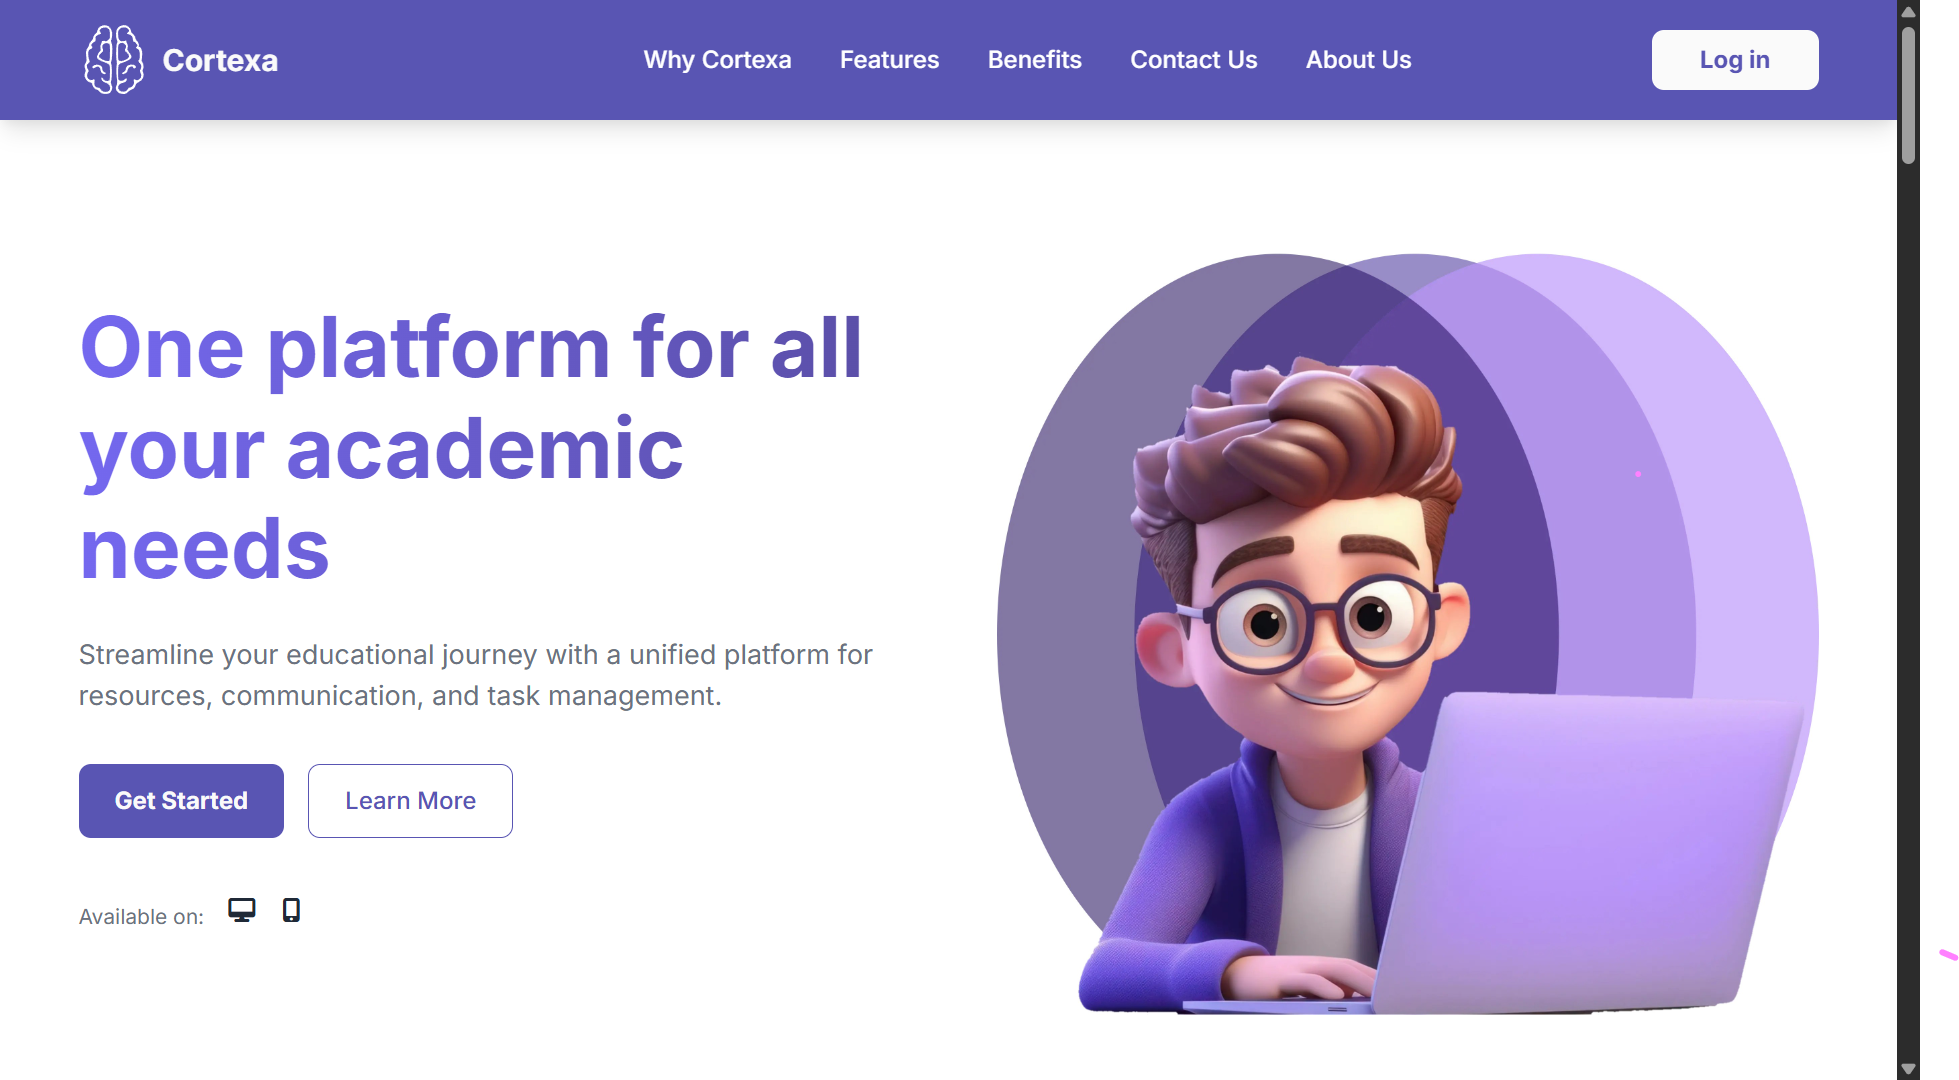 Cortexa
Why Cortexa
Features
Benefits
Contact Us
About Us
Log in
One platform for all
your academic
needs
Streamline your educational journey with a unified platform for
resources, communication, and task management.
Get Started
Learn More
Available on: